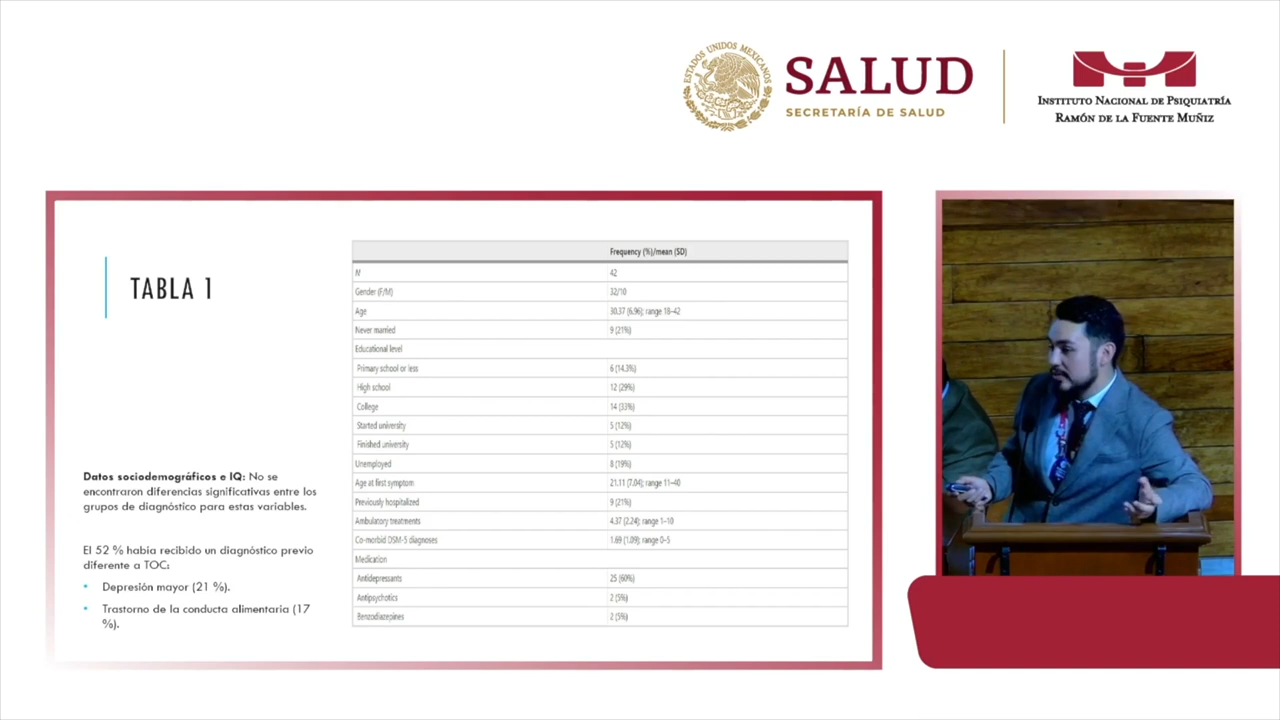 ESTADOS UNIDOS MEXICANOS
SALUD
SECRETARÍA DE SALUD
INSTITUTO NACIONAL DE PSIQUIATRÍA
RAMÓN DE LA FUENTE MUÑIZ
TABLA 1
Datos sociodemográficos e IQ: No se
encontraron diferencias significativas entre los
grupos de diagnóstico para estas variables.
El 52 % habia recibido un diagnóstico previo
diferente a TOC:
• Depresión mayor (21 %).
• Trastorno de la conducta alimentaria (17
%).
Frequency (%)/mean (SD)
N 42
Gender (F/M) 32/10
Age 30.37 (6.96); range 18–42
Never married 9 (21%)
Educational level
Primary school or less 6 (14.3%)
High school 12 (29%)
College 14 (33%)
Started university 5 (12%)
Finished university 5 (12%)
Unemployed 8 (19%)
Age at first symptom 21.11 (7.04); range 11–40
Previously hospitalized 9 (21%)
Ambulatory treatments 4.37 (2.24); range 1–10
Co-morbid DSM-5 diagnoses 1.69 (1.09); range 0–5
Medication
Antidepressants 25 (60%)
Antipsychotics 2 (5%)
Benzodiazepines 2 (5%)